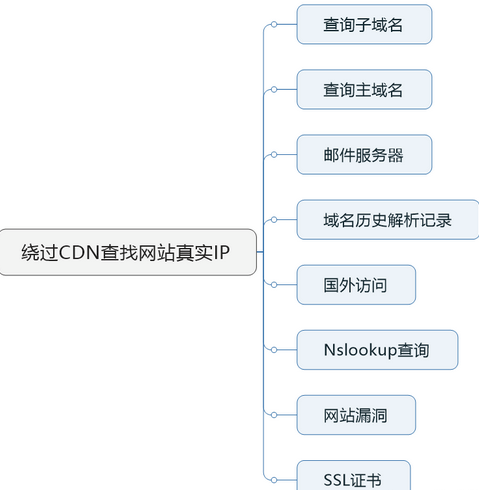 查询子域名
查询主域名
邮件服务器
域名历史解析记录
绕过CDN查找网站真实IP
国外访问
Nslookup查询
网站漏洞
SSL证书